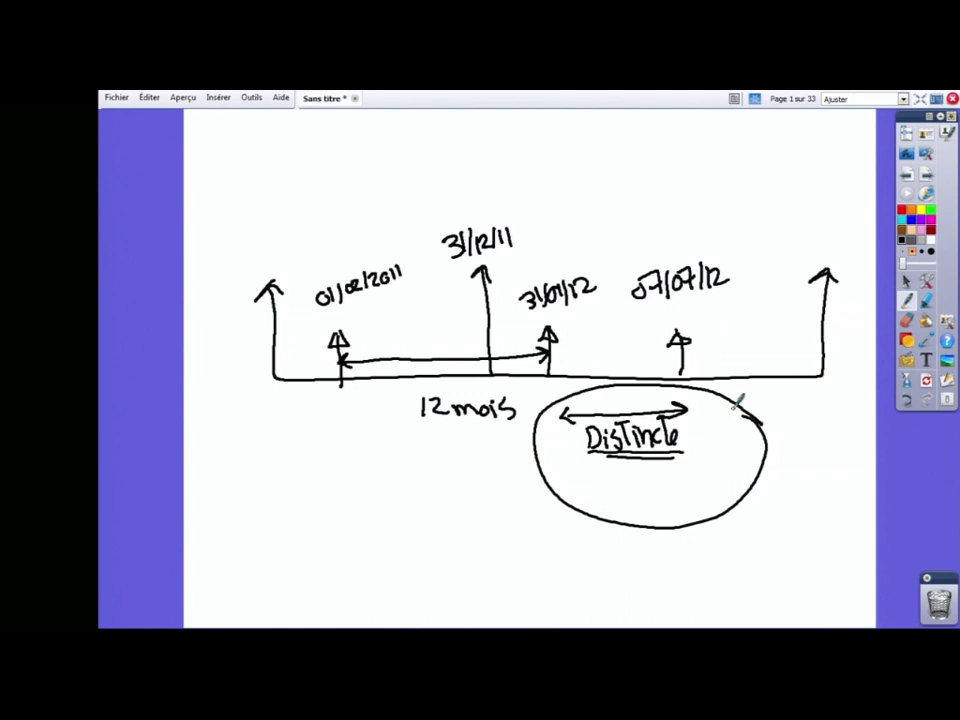 Fichier Éditer Aperçu Insérer Outils Aide Sans titre * Page 1 sur 33 Ajuster
31/12/11
01/02/2011 31/01/12 07/07/12
12 mois
Distincte